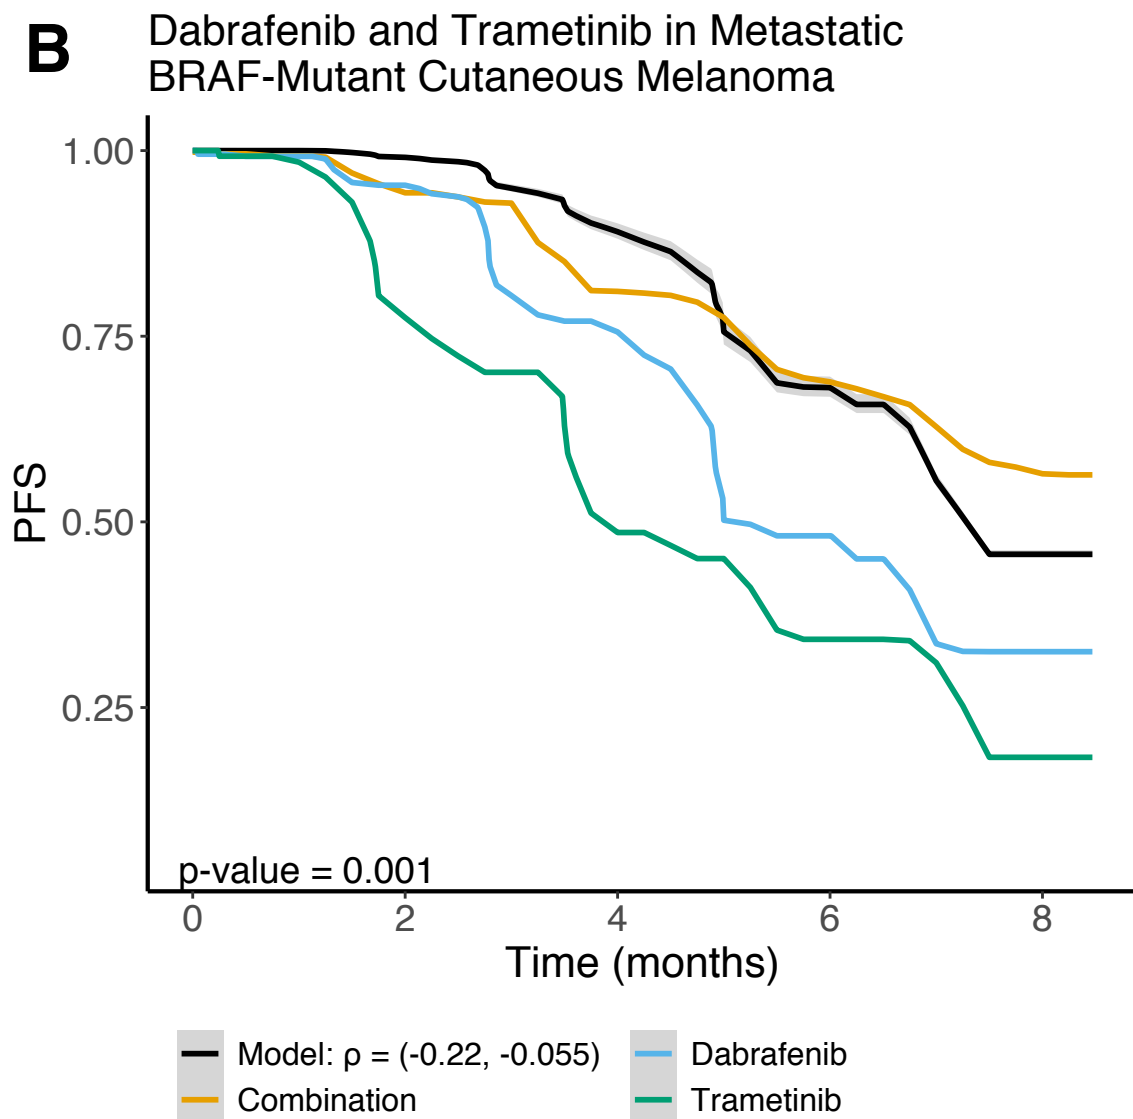 B
Dabrafenib and Trametinib in Metastatic
BRAF-Mutant Cutaneous Melanoma
PFS
1.00
0.75
0.50
0.25
p-value = 0.001
0 2 4 6 8
Time (months)
Model: ρ = (-0.22, -0.055) Dabrafenib
Combination Trametinib